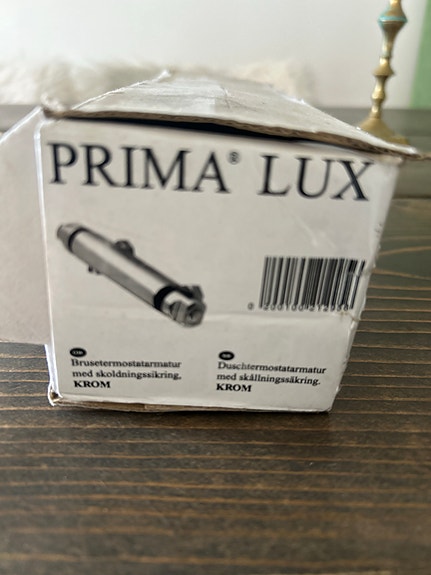 PRIMA® LUX
Brusetermostatarmatur
med skoldningssikring,
KROM
Duschtermostatarmatur
med skållningssäkring.
KROM